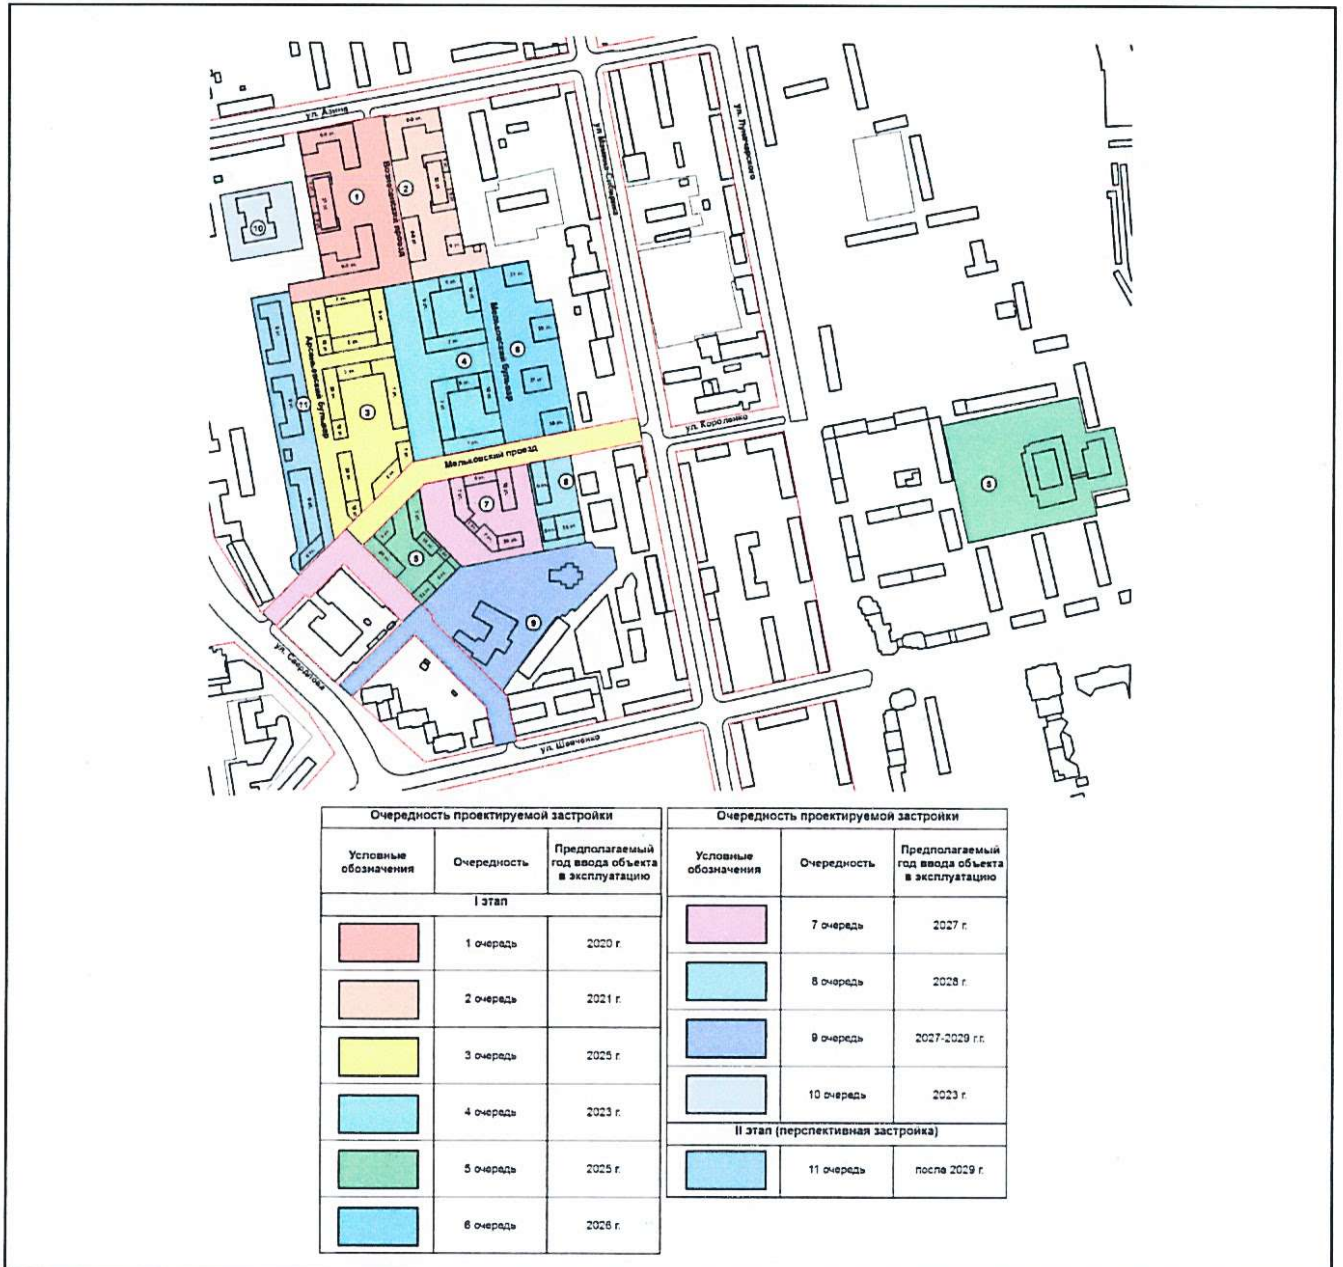 ул. Азина
ул. Мамина-Сибиряка
ул. Луначарского
Вознесенский проезд
1
2
10
Арсеньевский бульвар
Мельковский бульвар
4
6
3
11
ул. Короленко
Мельковский проезд
7
8
5
5
9
ул. Свердлова
ул. Шевченко
Очередность проектируемой застройки
Условные обозначения
Очередность
Предполагаемый год ввода объекта в эксплуатацию
I этап
1 очередь
2020 г.
2 очередь
2021 г.
3 очередь
2025 г.
4 очередь
2023 г.
5 очередь
2025 г.
6 очередь
2026 г.
Очередность проектируемой застройки
Условные обозначения
Очередность
Предполагаемый год ввода объекта в эксплуатацию
7 очередь
2027 г.
8 очередь
2028 г.
9 очередь
2027-2029 г.г.
10 очередь
2023 г.
II этап (перспективная застройка)
11 очередь
после 2029 г.